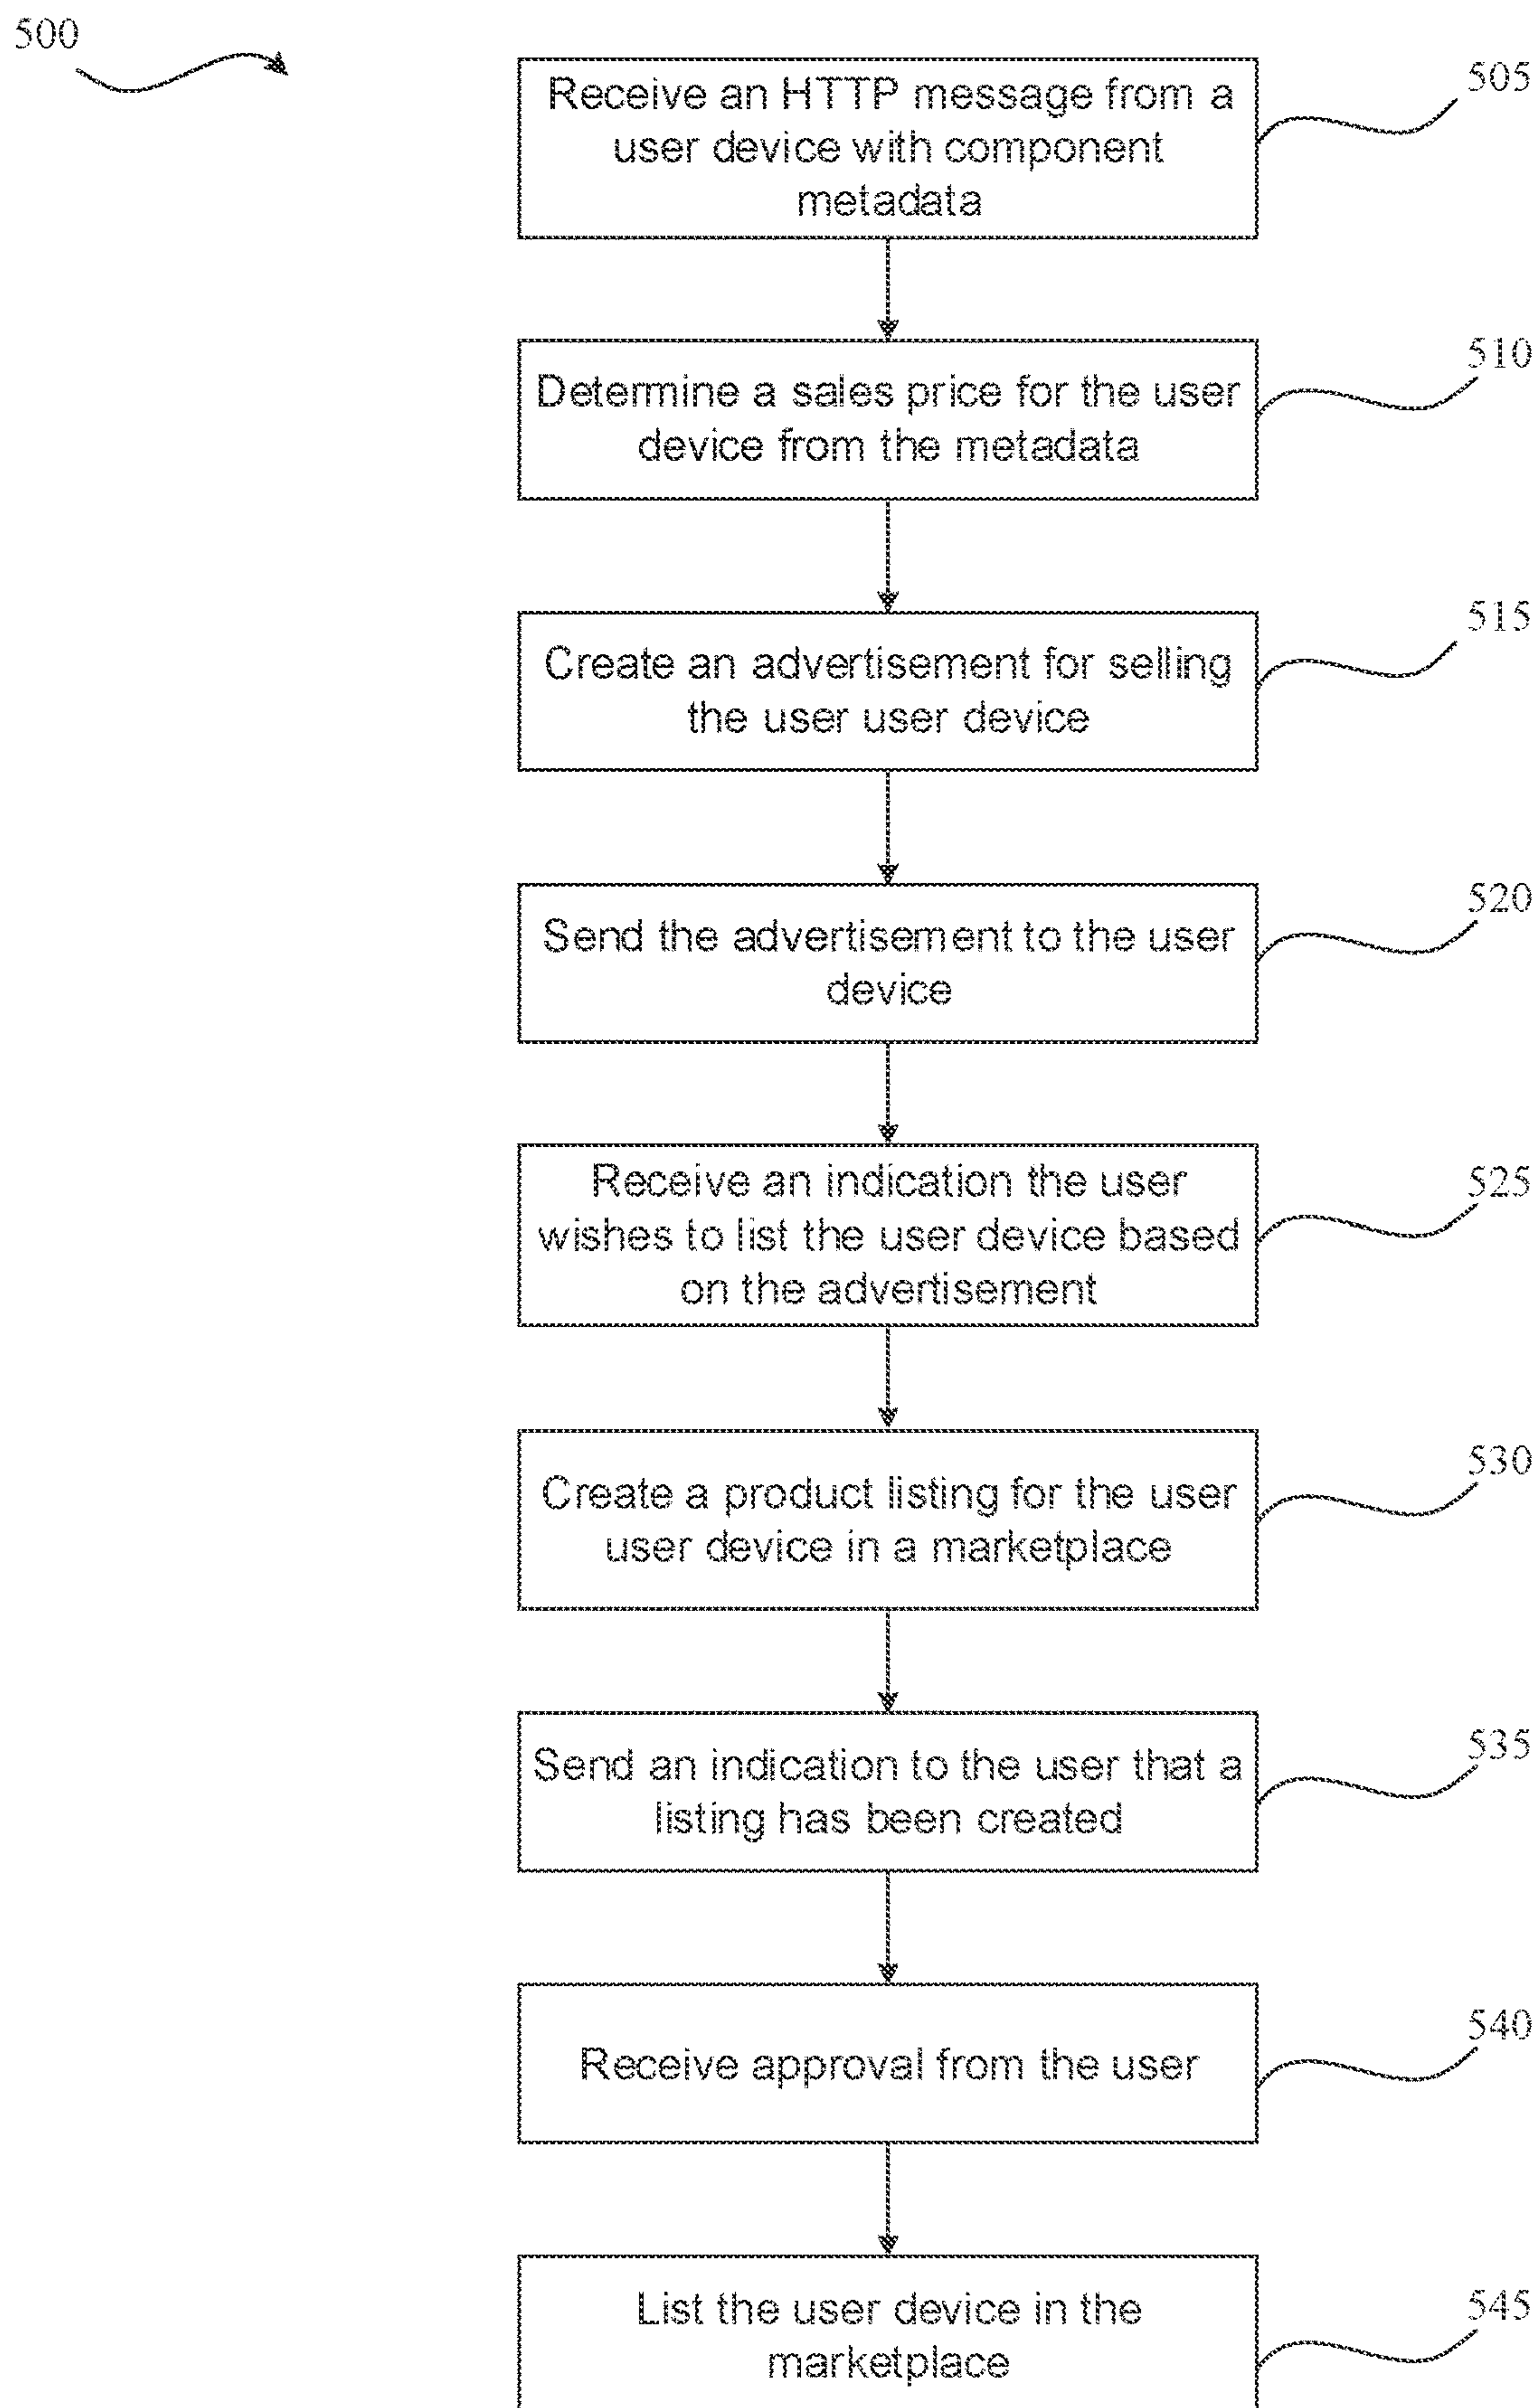 500
Receive an HTTP message from a
user device with component
metadata
505
Determine a sales price for the user
device from the metadata
510
Create an advertisement for selling
the user user device
515
Send the advertisement to the user
device
520
Receive an indication the user
wishes to list the user device based
on the advertisement
525
Create a product listing for the user
user device in a marketplace
530
Send an indication to the user that a
listing has been created
535
Receive approval from the user
540
List the user device in the
marketplace
545